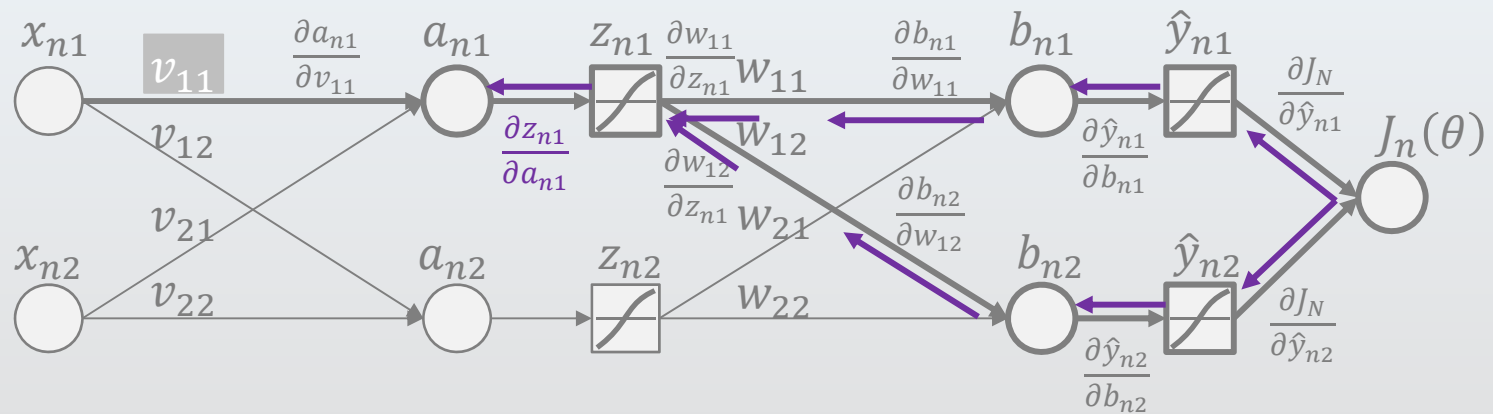 x_{n1}
v_{11}
∂a_{n1}/∂v_{11}
a_{n1}
z_{n1}
∂w_{11}/∂z_{n1}
w_{11}
∂b_{n1}/∂w_{11}
b_{n1}
ŷ_{n1}
∂J_N/∂ŷ_{n1}
J_n(θ)
v_{12}
∂z_{n1}/∂a_{n1}
w_{12}
∂w_{12}/∂z_{n1}
∂ŷ_{n1}/∂b_{n1}
v_{21}
w_{21}
∂b_{n2}/∂w_{12}
x_{n2}
a_{n2}
z_{n2}
b_{n2}
ŷ_{n2}
v_{22}
w_{22}
∂ŷ_{n2}/∂b_{n2}
∂J_N/∂ŷ_{n2}